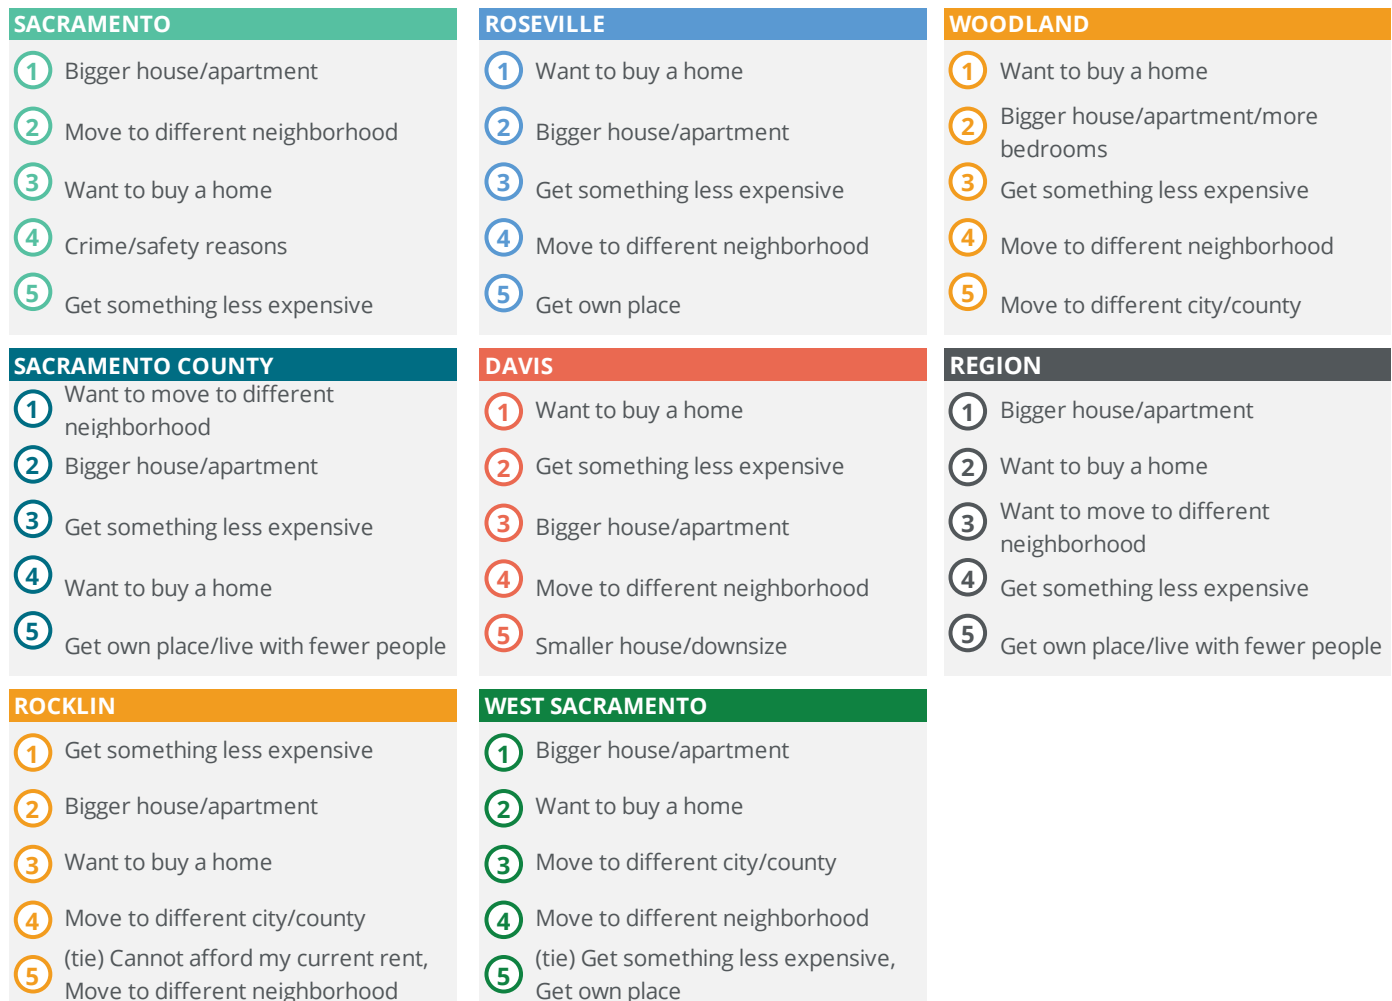 SACRAMENTO
1 Bigger house/apartment
2 Move to different neighborhood
3 Want to buy a home
4 Crime/safety reasons
5 Get something less expensive
ROSEVILLE
1 Want to buy a home
2 Bigger house/apartment
3 Get something less expensive
4 Move to different neighborhood
5 Get own place
WOODLAND
1 Want to buy a home
2 Bigger house/apartment/more
bedrooms
3 Get something less expensive
4 Move to different neighborhood
5 Move to different city/county
SACRAMENTO COUNTY
1 Want to move to different
neighborhood
2 Bigger house/apartment
3 Get something less expensive
4 Want to buy a home
5 Get own place/live with fewer people
DAVIS
1 Want to buy a home
2 Get something less expensive
3 Bigger house/apartment
4 Move to different neighborhood
5 Smaller house/downsize
REGION
1 Bigger house/apartment
2 Want to buy a home
3 Want to move to different
neighborhood
4 Get something less expensive
5 Get own place/live with fewer people
ROCKLIN
1 Get something less expensive
2 Bigger house/apartment
3 Want to buy a home
4 Move to different city/county
5 (tie) Cannot afford my current rent,
Move to different neighborhood
WEST SACRAMENTO
1 Bigger house/apartment
2 Want to buy a home
3 Move to different city/county
4 Move to different neighborhood
5 (tie) Get something less expensive,
Get own place